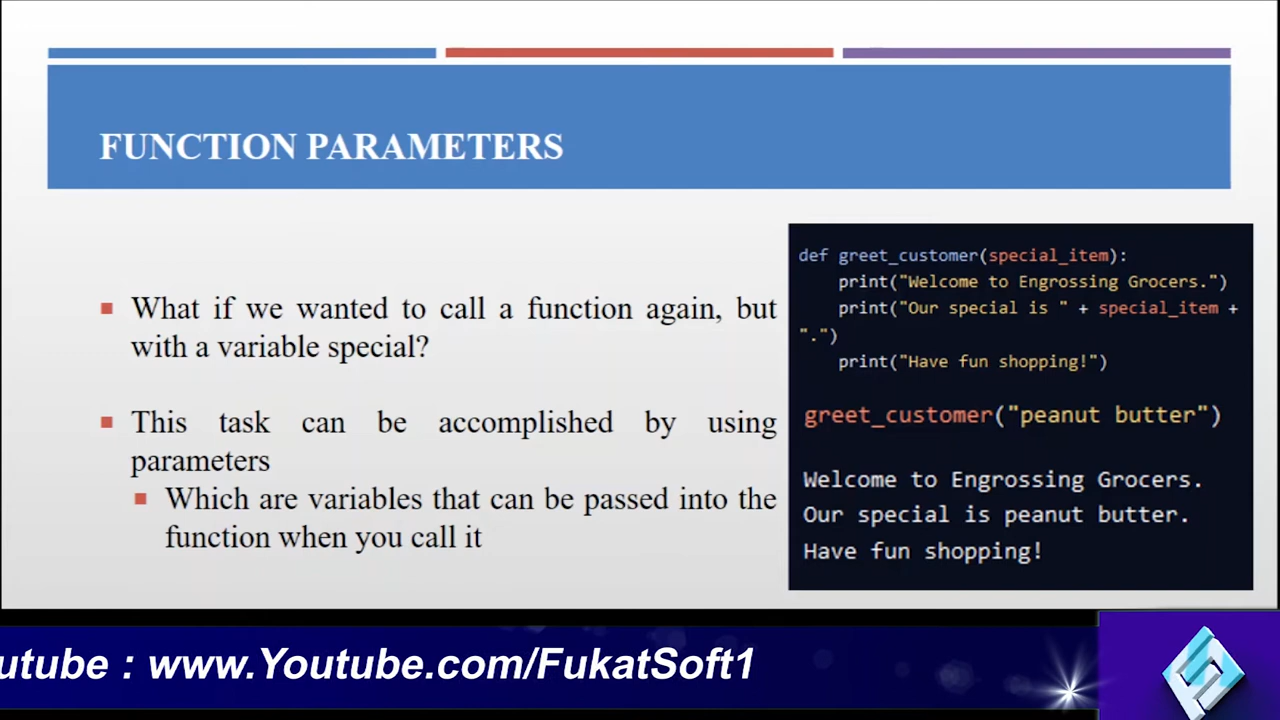 FUNCTION PARAMETERS
What if we wanted to call a function again, but
with a variable special?
This task can be accomplished by using
parameters
Which are variables that can be passed into the
function when you call it
def greet_customer(special_item):
print("Welcome to Engrossing Grocers.")
print("Our special is " + special_item +
".")
print("Have fun shopping!")
greet_customer("peanut butter")
Welcome to Engrossing Grocers.
Our special is peanut butter.
Have fun shopping!
utube : www.Youtube.com/FukatSoft1